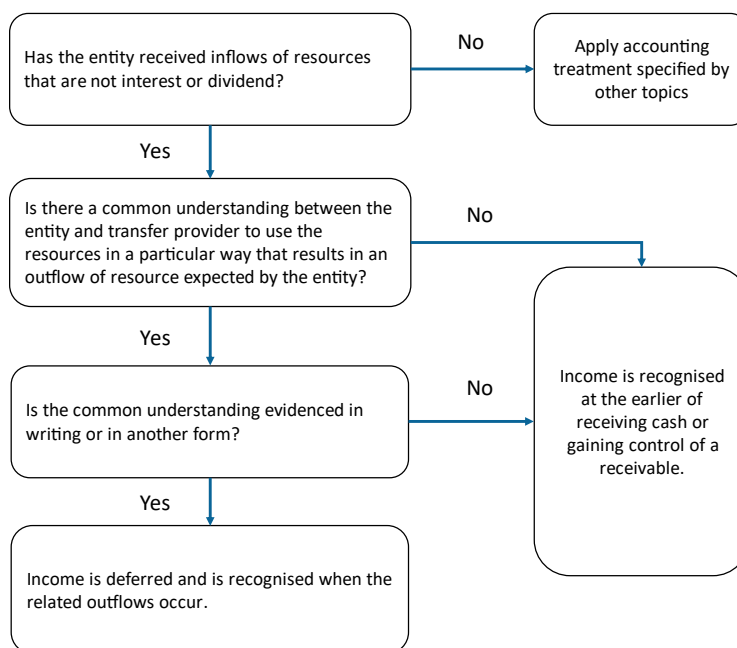 Has the entity received inflows of resources
that are not interest or dividend?
No
Apply accounting
treatment specified by
other topics
Yes
Is there a common understanding between the
entity and transfer provider to use the
resources in a particular way that results in an
outflow of resource expected by the entity?
No
Yes
Is the common understanding evidenced in
writing or in another form?
No
Income is recognised
at the earlier of
receiving cash or
gaining control of a
receivable.
Yes
Income is deferred and is recognised when the
related outflows occur.